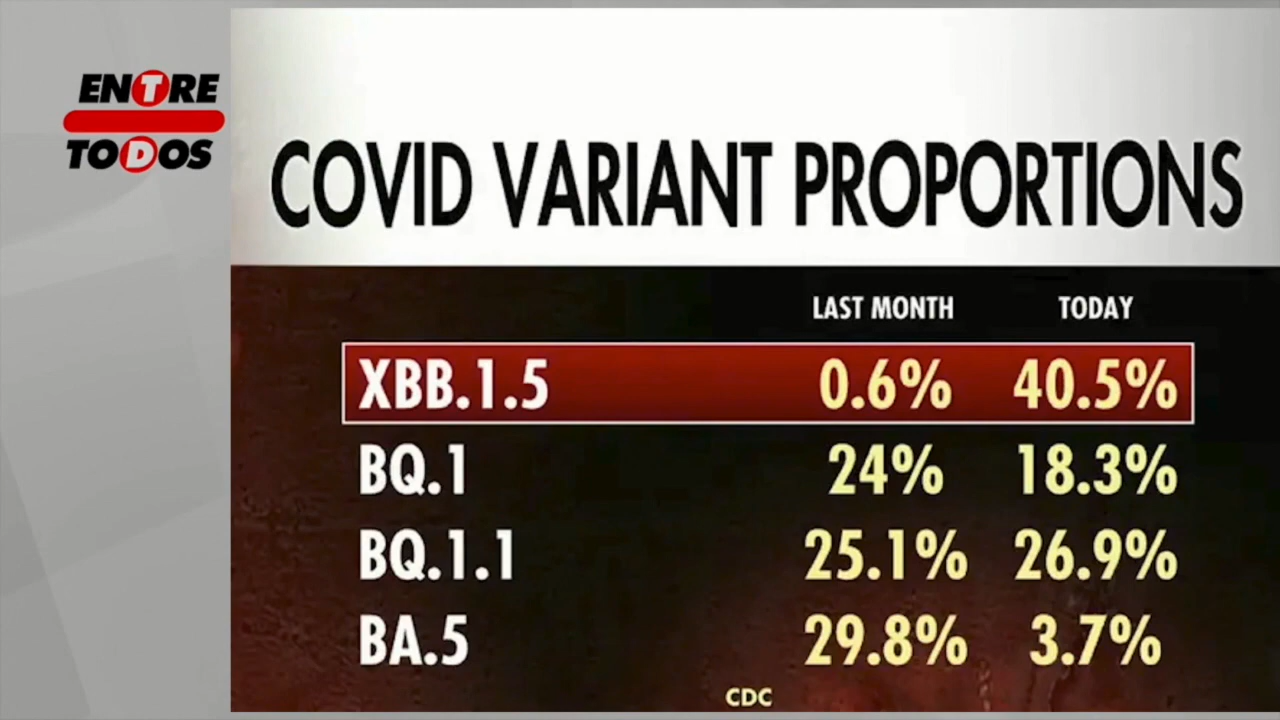 ENTRE
TODOS
COVID VARIANT PROPORTIONS
LAST MONTH TODAY
XBB.1.5 0.6% 40.5%
BQ.1 24% 18.3%
BQ.1.1 25.1% 26.9%
BA.5 29.8% 3.7%
CDC